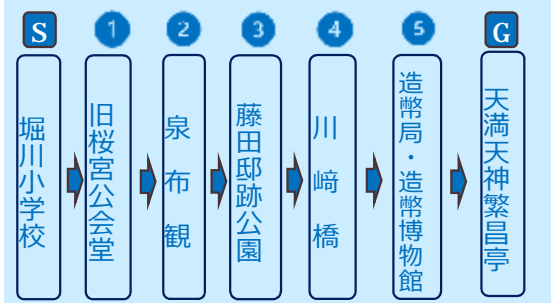 S
堀川小学校
1
旧桜宮公会堂
2
泉布観
3
藤田邸跡公園
4
川﨑橋
5
造幣局・造幣博物館
G
天満天神繁昌亭